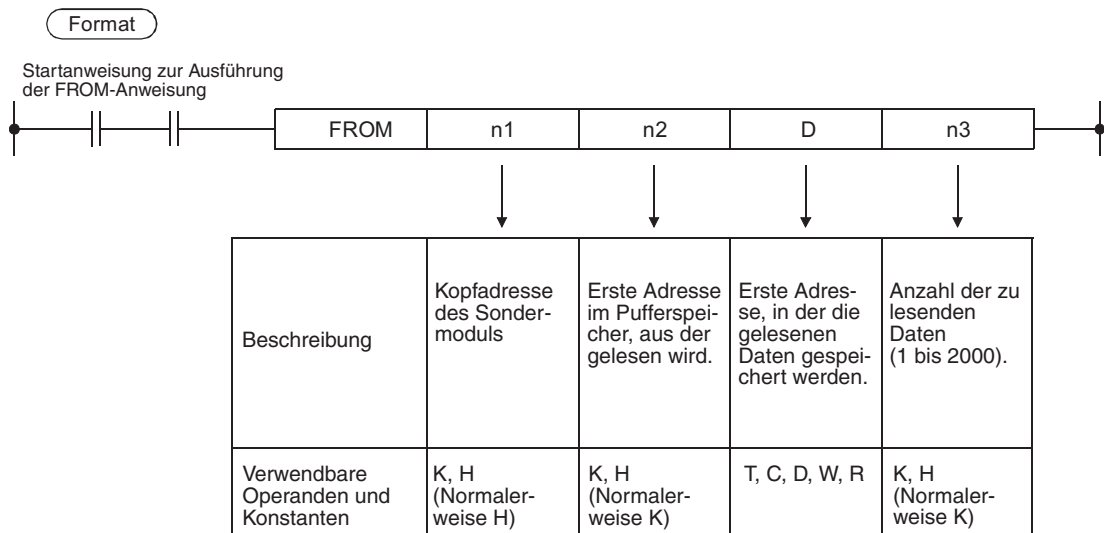 Format
Startanweisung zur Ausführung
der FROM-Anweisung
FROM n1 n2 D n3
Beschreibung
Kopfadresse
des Sonder-
moduls
Erste Adresse
im Pufferspei-
cher, aus der
gelesen wird.
Erste Adres-
se, in der die
gelesenen
Daten gespei-
chert werden.
Anzahl der zu
lesenden
Daten
(1 bis 2000).
Verwendbare
Operanden und
Konstanten
K, H
(Normaler-
weise H)
K, H
(Normaler-
weise K)
T, C, D, W, R
K, H
(Normaler-
weise K)